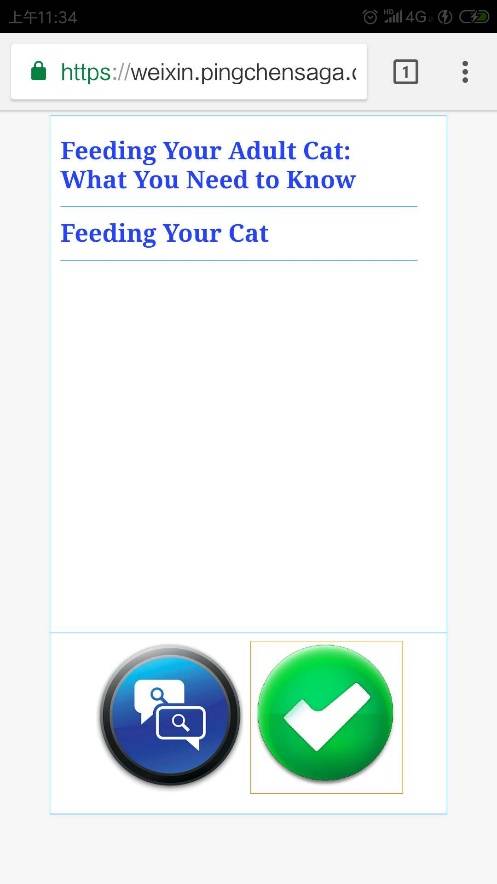 上午11:34
HD 4G
https://weixin.pingchensaga.
1
Feeding Your Adult Cat:
What You Need to Know
Feeding Your Cat